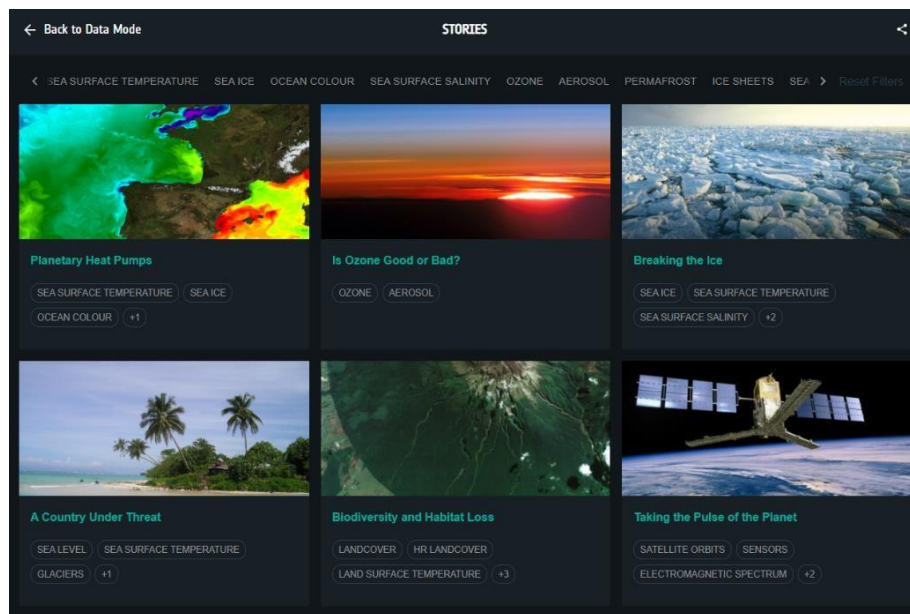 ← Back to Data Mode
STORIES
SEA SURFACE TEMPERATURE SEA ICE OCEAN COLOUR SEA SURFACE SALINITY OZONE AEROSOL PERMAFROST ICE SHEETS SEA Reset Filters
Planetary Heat Pumps
SEA SURFACE TEMPERATURE SEA ICE
OCEAN COLOUR +1
Is Ozone Good or Bad?
OZONE AEROSOL
Breaking the Ice
SEA ICE SEA SURFACE TEMPERATURE
SEA SURFACE SALINITY +2
A Country Under Threat
SEA LEVEL SEA SURFACE TEMPERATURE
GLACIERS +1
Biodiversity and Habitat Loss
LANDCOVER HR LANDCOVER
LAND SURFACE TEMPERATURE +3
Taking the Pulse of the Planet
SATELLITE ORBITS SENSORS
ELECTROMAGNETIC SPECTRUM +2